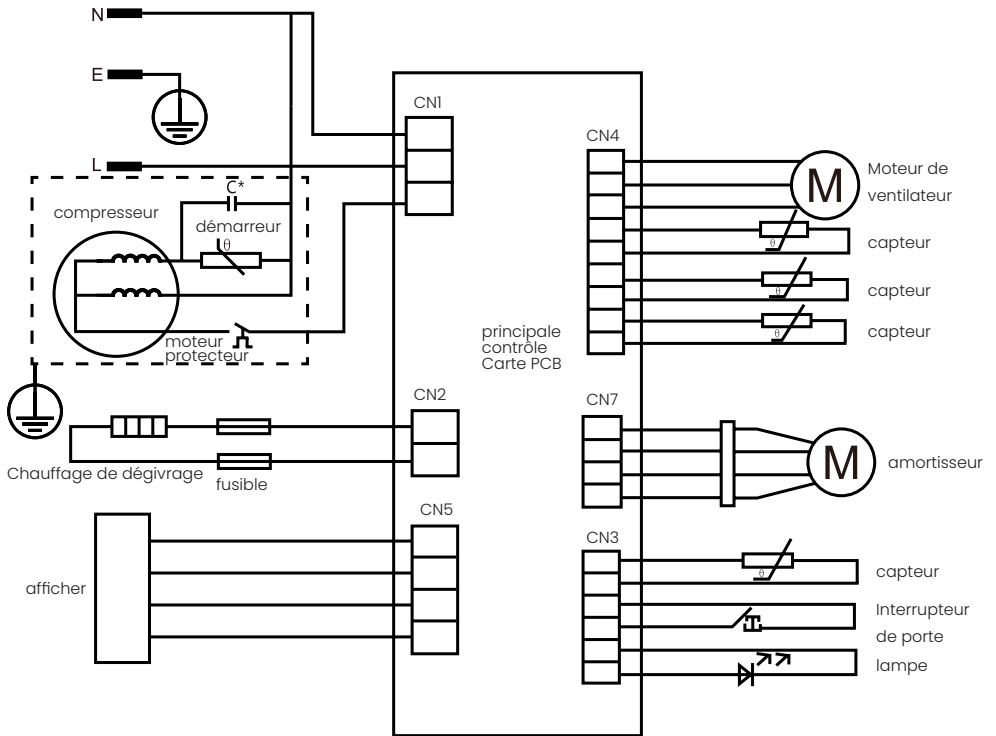 N
E
L
CN1
C*
compresseur
démarreur
θ
moteur
protecteur
principale
contrôle
Carte PCB
CN4
M
Moteur de
ventilateur
θ
capteur
θ
capteur
θ
capteur
CN2
Chauffage de dégivrage
fusible
CN7
M
amortisseur
CN5
afficher
CN3
θ
capteur
Interrupteur
de porte
lampe